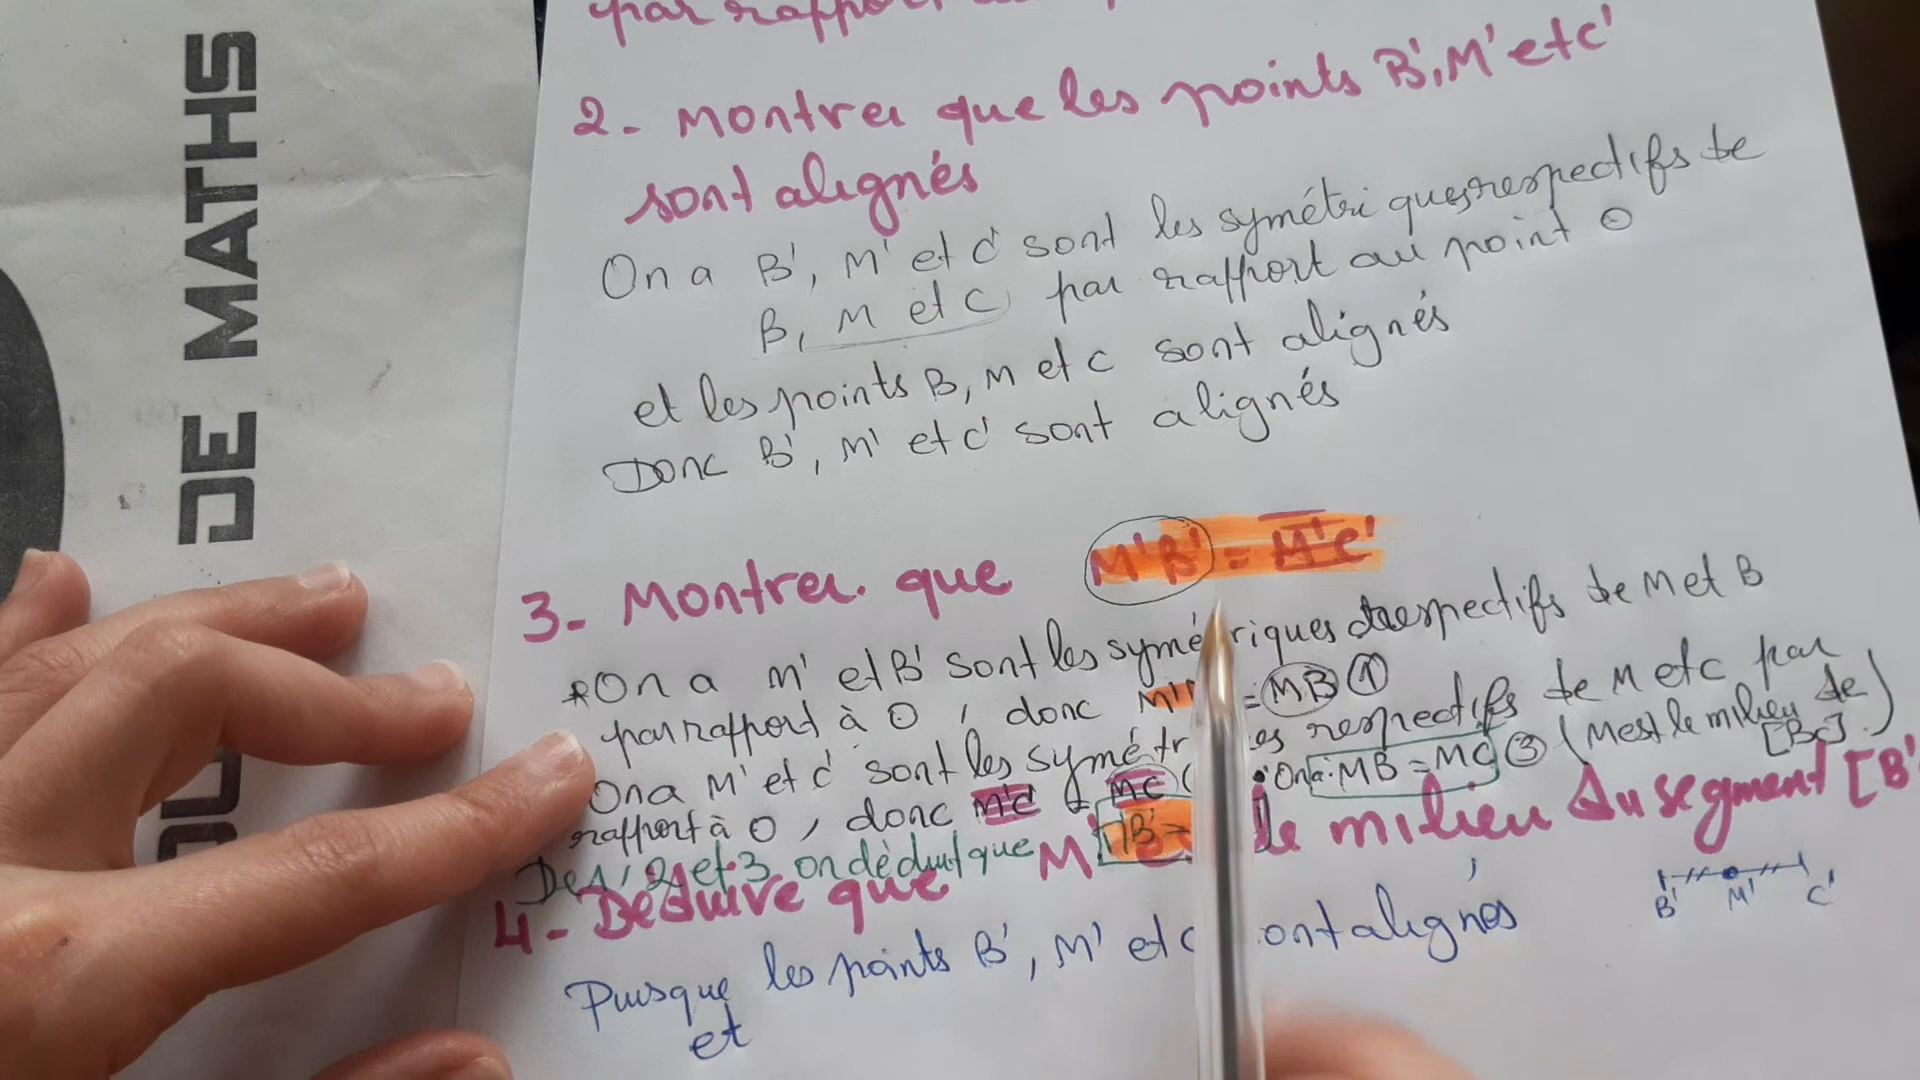 par rapport
2- Montrer que les points B', M' et C'
sont alignés
On a B', M' et C' sont les symétriques respectifs de
B, M et C par rapport au point O
et les points B, M et C sont alignés
Donc B', M' et C' sont alignés
3- Montrer que M'B' = M'C'
*On a M' et B' sont les symétriques respectifs de M et B
par rapport à O, donc = MB ①
On a M' et C' sont les respectifs de M et C par
rapport à O, donc M'C' = MC On a: MB = MC ③ (M est le milieu de
[BC].)
De 1, 2 et 3 on déduit que
4- Déduire que M' le milieu du segment [B'
B' M' C'
Puisque les points B', M' et alignés
et
DE MATHS